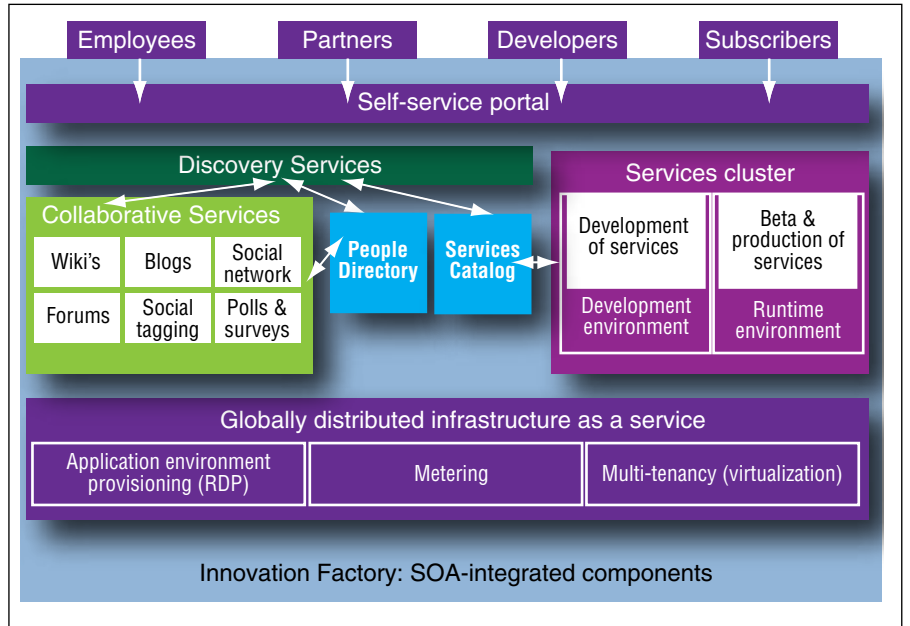 Employees
Partners
Developers
Subscribers
Self-service portal
Discovery Services
Collaborative Services
Wiki's
Blogs
Social
network
Forums
Social
tagging
Polls &
surveys
People
Directory
Services
Catalog
Services cluster
Development
of services
Development
environment
Beta &
production of
services
Runtime
environment
Globally distributed infrastructure as a service
Application environment
provisioning (RDP)
Metering
Multi-tenancy (virtualization)
Innovation Factory: SOA-integrated components